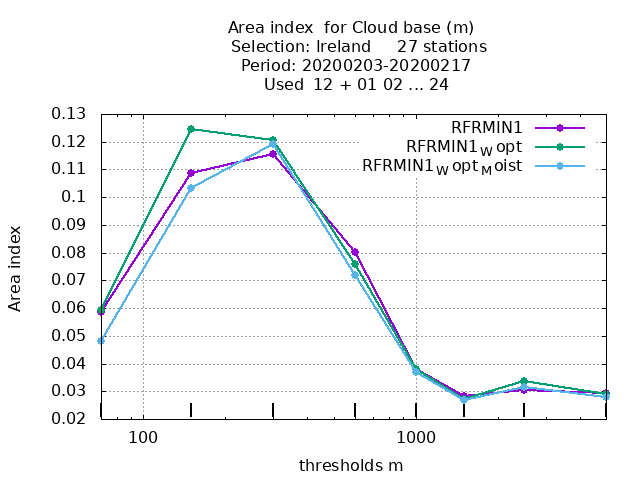 Area index  for Cloud base (m)
Selection: Ireland     27 stations
Period: 20200203-20200217
Used  12 + 01 02 ... 24
RFRMIN1
RFRMIN1Wopt
RFRMIN1WoptMoist
Area index
0.13
0.12
0.11
0.1
0.09
0.08
0.07
0.06
0.05
0.04
0.03
0.02
100 1000
thresholds m